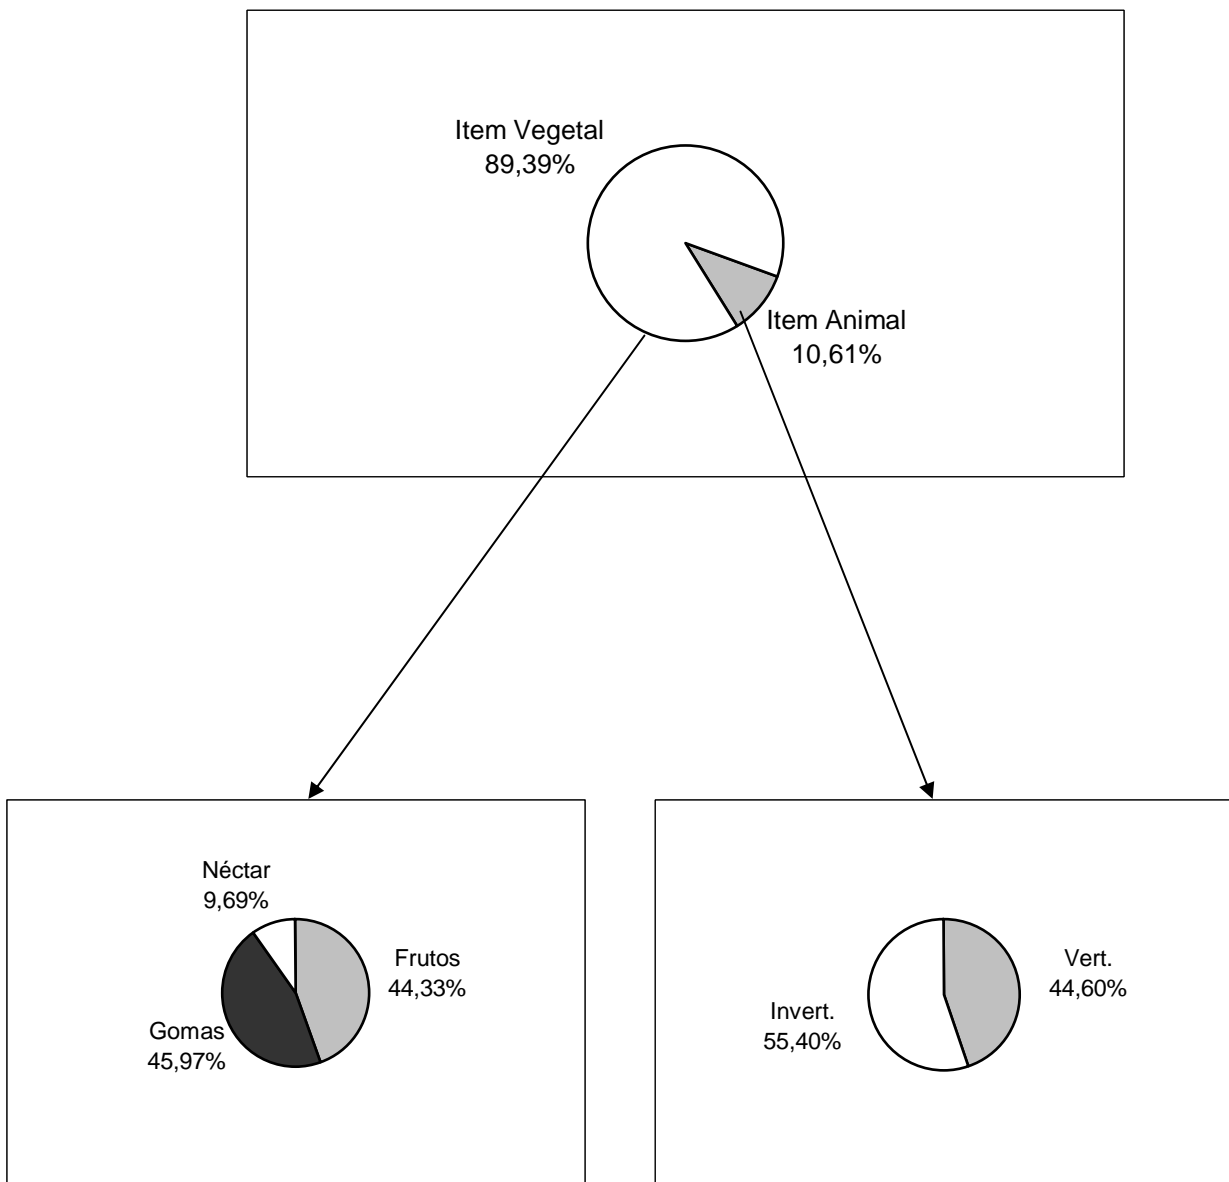 Item Vegetal
89,39%
Item Animal
10,61%
Néctar
9,69%
Frutos
44,33%
Gomas
45,97%
Vert.
44,60%
Invert.
55,40%